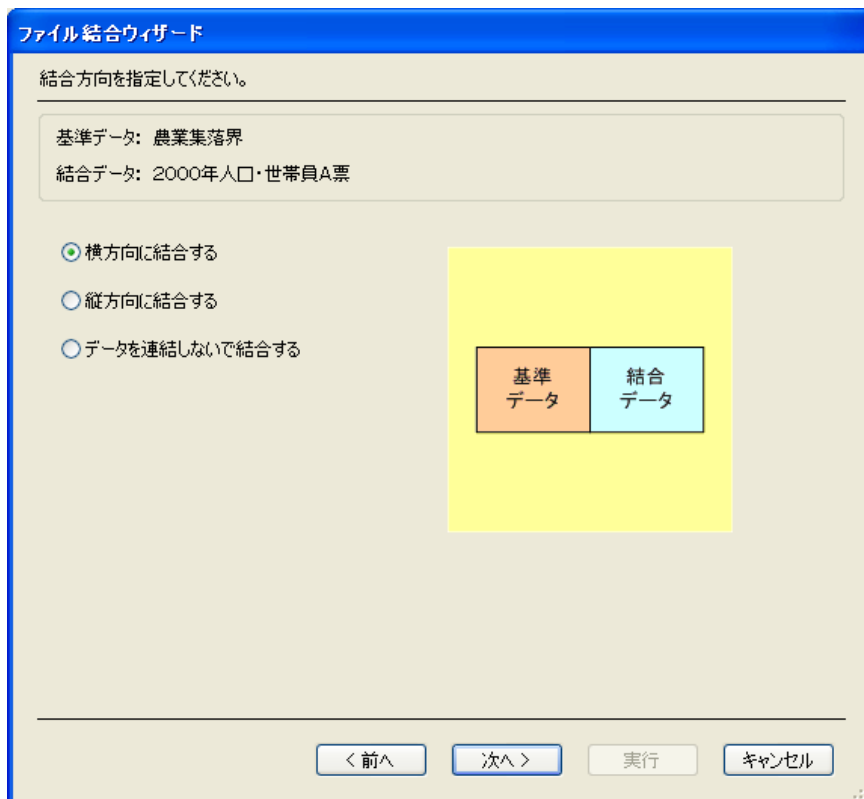 ファイル結合ウィザード
結合方向を指定してください。
基準データ: 農業集落界
結合データ: 2000年人口・世帯員A票
横方向に結合する
縦方向に結合する
データを連結しないで結合する
基準
データ
結合
データ
< 前へ
次へ >
実行
キャンセル